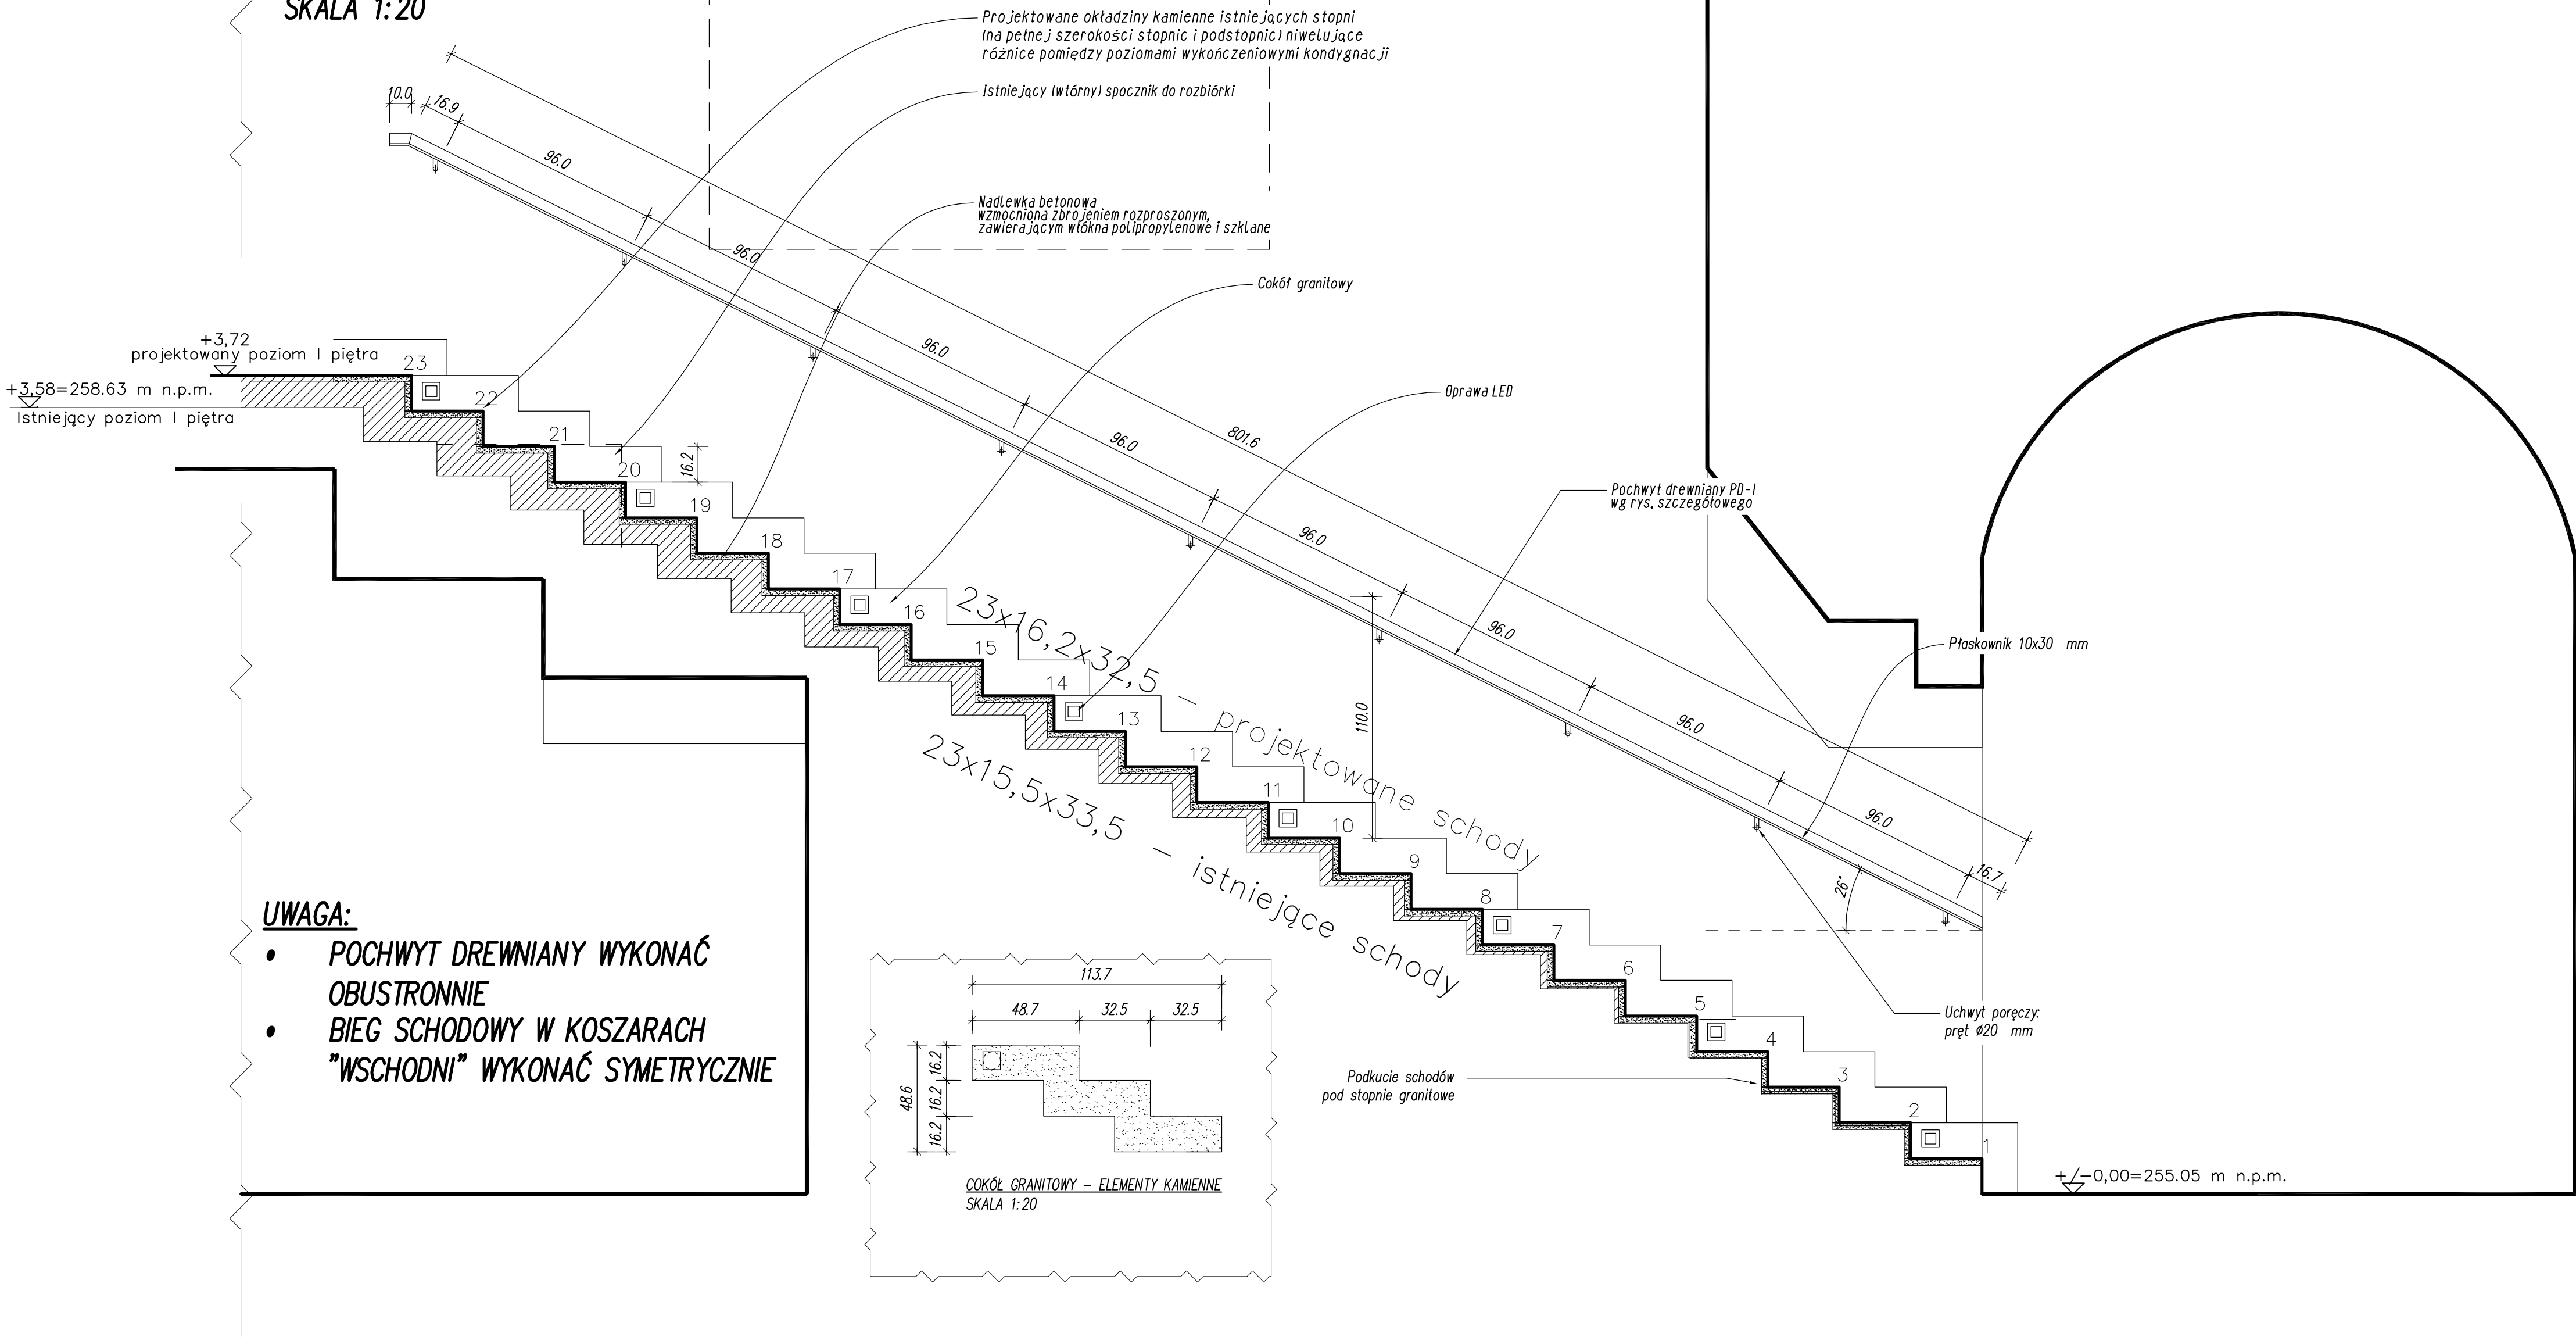 SKALA 1:20
Projektowane okładziny kamienne istniejących stopni
(na pełnej szerokości stopnic i podstopnic) niwelujące
różnice pomiędzy poziomami wykończeniowymi kondygnacji
Istniejący (wtórny) spocznik do rozbiórki
10.0
16.9
96.0
Nadlewka betonowa
wzmocniona zbrojeniem rozproszonym,
zawierającym włókna polipropylenowe i szklane
96.0
Cokół granitowy
96.0
+3,72
projektowany poziom I piętra
+3,58=258.63 m n.p.m.
Istniejący poziom I piętra
Oprawa LED
96.0
801.6
Pochwyt drewniany PD-I
wg rys. szczegółowego
96.0
96.0
Płaskownik 10x30 mm
96.0
96.0
16.7
26°
16.2
110.0
23
22
21
20
19
18
17
16
15
14
13
12
11
10
9
8
7
6
5
4
3
2
1
23x16,2x32,5 – projektowane schody
23x15,5x33,5 – istniejące schody
Uchwyt poręczy:
pręt ø20 mm
Podkucie schodów
pod stopnie granitowe
+/-0,00=255.05 m n.p.m.
UWAGA:
• POCHWYT DREWNIANY WYKONAĆ
OBUSTRONNIE
• BIEG SCHODOWY W KOSZARACH
"WSCHODNI" WYKONAĆ SYMETRYCZNIE
113.7
48.7
32.5
32.5
48.6
16.2
16.2
16.2
COKÓŁ GRANITOWY – ELEMENTY KAMIENNE
SKALA 1:20